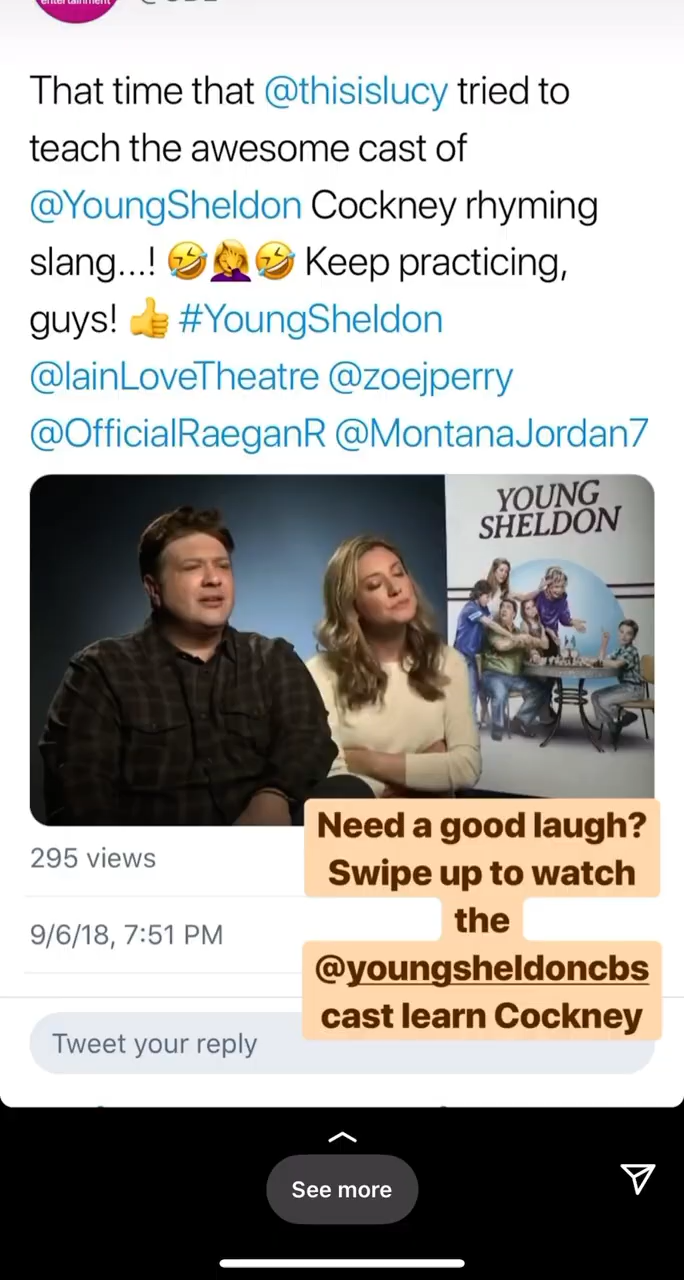 entertainment
That time that @thisislucy tried to
teach the awesome cast of
@YoungSheldon Cockney rhyming
slang...! 🤣🤦‍♀️🤣 Keep practicing,
guys! 👍 #YoungSheldon
@IainLoveTheatre @zoejperry
@OfficialRaeganR @MontanaJordan7
YOUNG
SHELDON
295 views
9/6/18, 7:51 PM
Need a good laugh?
Swipe up to watch
the
@youngsheldoncbs
cast learn Cockney
Tweet your reply
See more